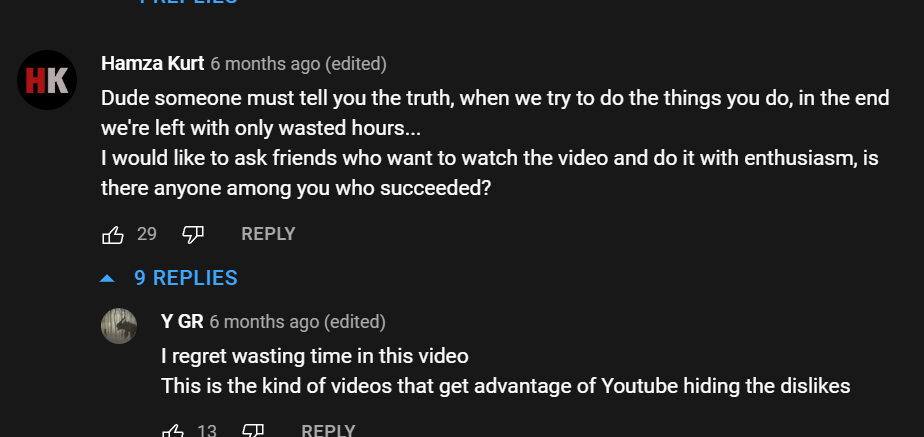 1 REPLIES
HK
Hamza Kurt 6 months ago (edited)
Dude someone must tell you the truth, when we try to do the things you do, in the end
we're left with only wasted hours...
I would like to ask friends who want to watch the video and do it with enthusiasm, is
there anyone among you who succeeded?
29 REPLY
9 REPLIES
Y GR 6 months ago (edited)
I regret wasting time in this video
This is the kind of videos that get advantage of Youtube hiding the dislikes
13 REPLY